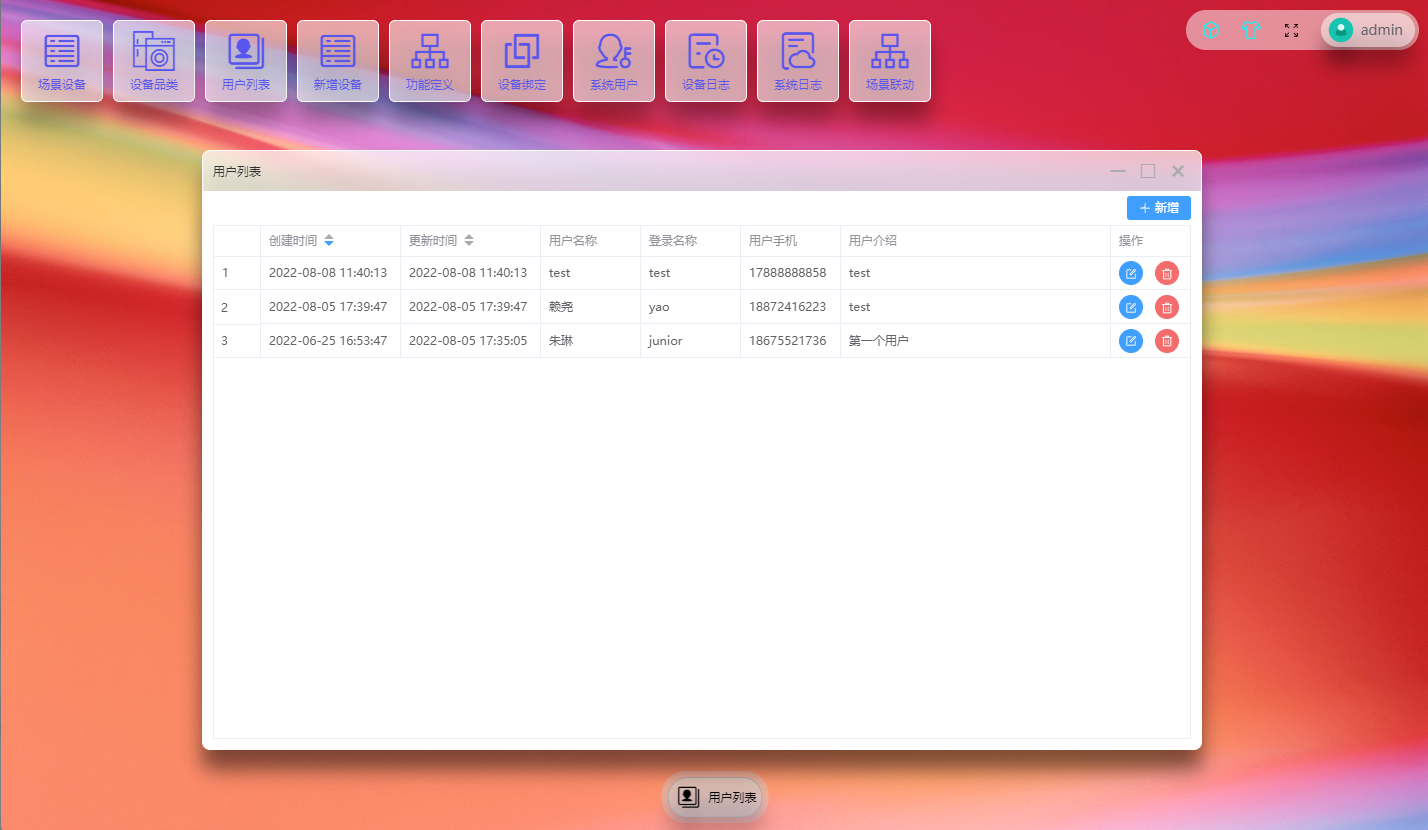 场景设备 设备品类 用户列表 新增设备 功能定义 设备绑定 系统用户 设备日志 系统日志 场景联动
admin
用户列表
新增
创建时间 更新时间 用户名称 登录名称 用户手机 用户介绍 操作
1 2022-08-08 11:40:13 2022-08-08 11:40:13 test test 17888888858 test
2 2022-08-05 17:39:47 2022-08-05 17:39:47 赖尧 yao 18872416223 test
3 2022-06-25 16:53:47 2022-08-05 17:35:05 朱琳 junior 18675521736 第一个用户
用户列表